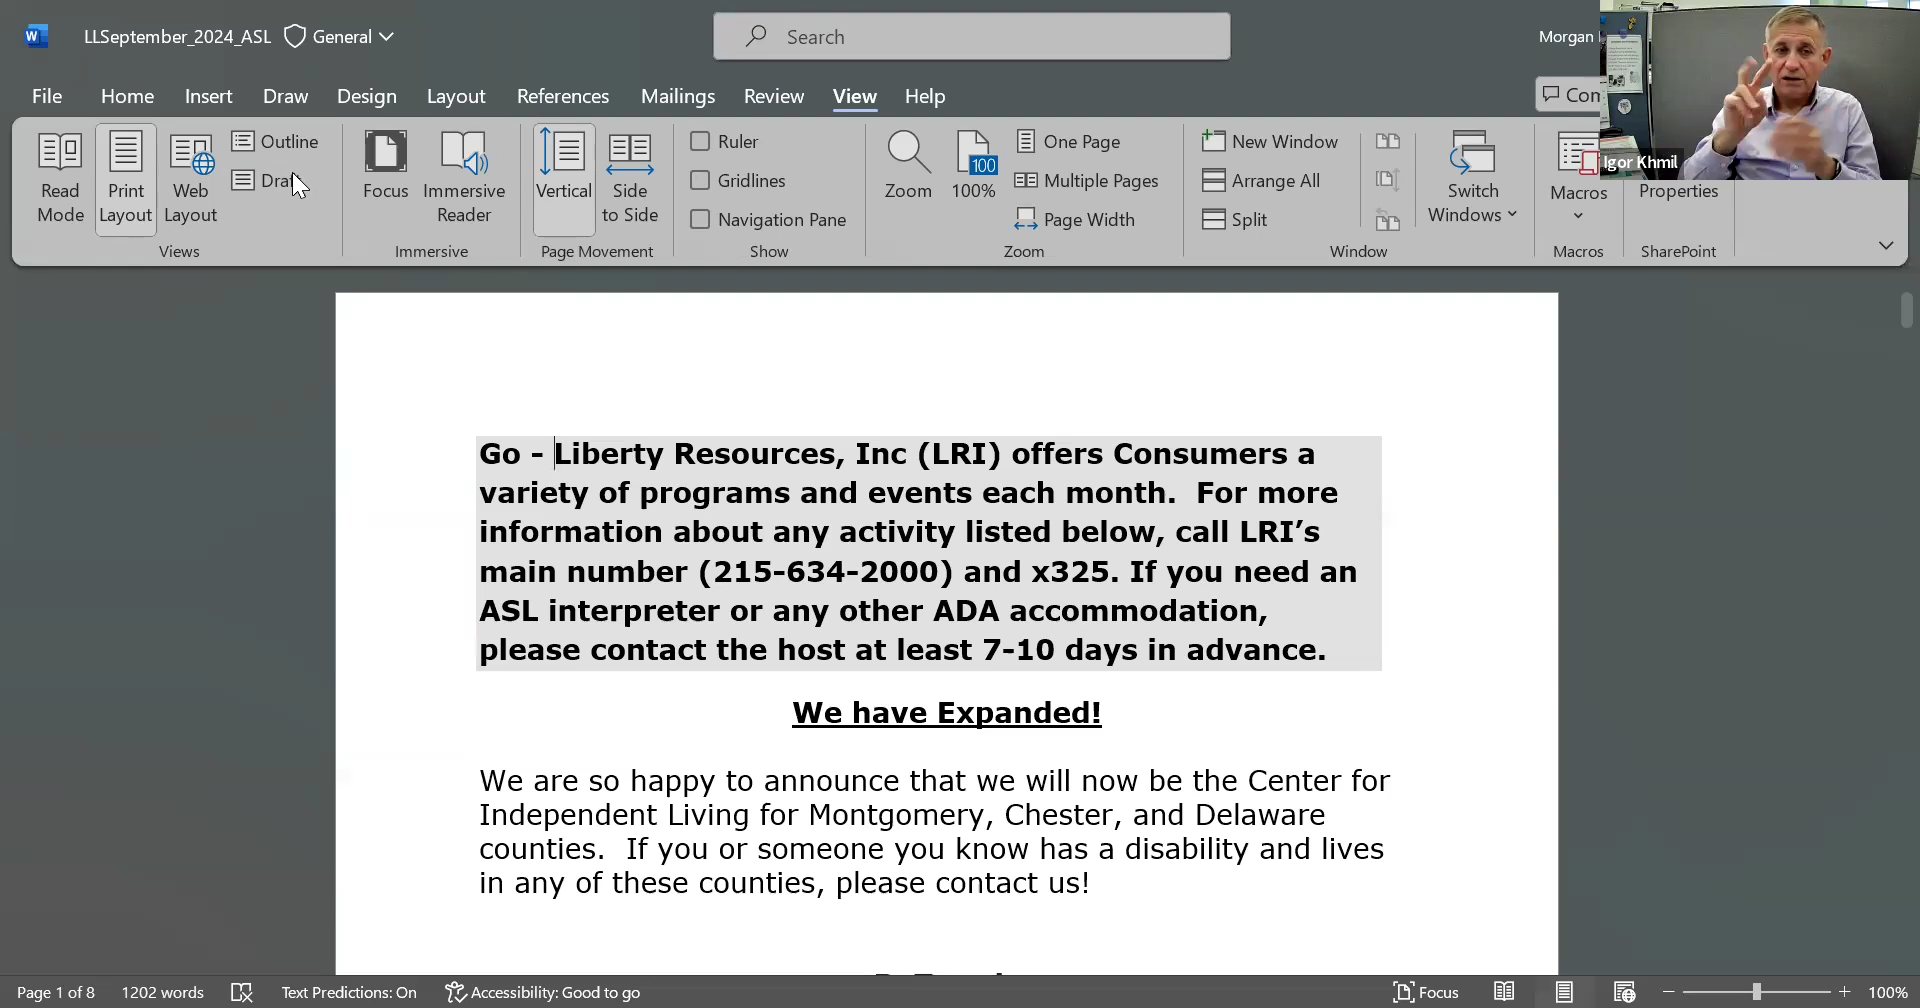 LLSeptember_2024_ASL General
Search
Morgan
File Home Insert Draw Design Layout References Mailings Review View Help
Com
Read Mode
Print Layout
Web Layout
Outline
Draft
Views
Focus
Immersive Reader
Immersive
Vertical
Side to Side
Page Movement
Ruler
Gridlines
Navigation Pane
Show
Zoom
100
100%
One Page
Multiple Pages
Page Width
Zoom
New Window
Arrange All
Split
Switch Windows
Window
Macros
Macros
Properties
SharePoint
Igor Khmil
Go - Liberty Resources, Inc (LRI) offers Consumers a
variety of programs and events each month.  For more
information about any activity listed below, call LRI’s
main number (215-634-2000) and x325. If you need an
ASL interpreter or any other ADA accommodation,
please contact the host at least 7-10 days in advance.
We have Expanded!
We are so happy to announce that we will now be the Center for
Independent Living for Montgomery, Chester, and Delaware
counties.  If you or someone you know has a disability and lives
in any of these counties, please contact us!
Page 1 of 8 1202 words Text Predictions: On Accessibility: Good to go Focus 100%